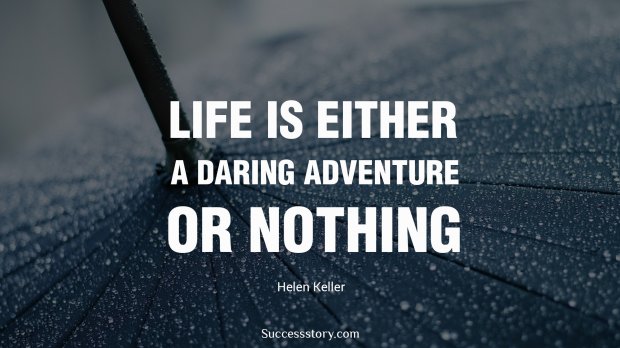 LIFE IS EITHER
A DARING ADVENTURE
OR NOTHING
Helen Keller
Successstory.com